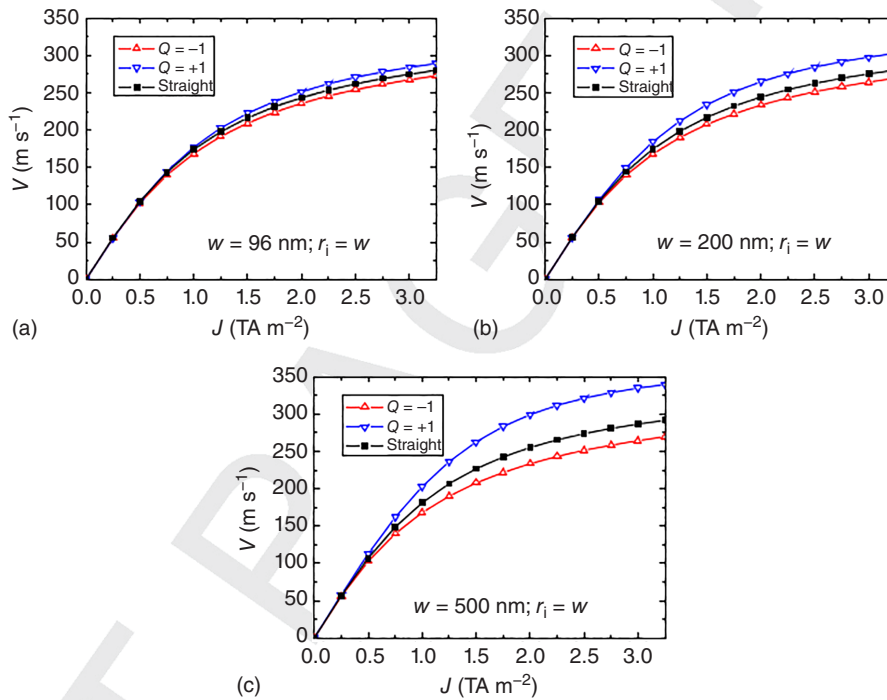 350
300
250
200
150
100
50
0
V (m s⁻¹)
Q = −1
Q = +1
Straight
w = 96 nm; rᵢ = w
0.0 0.5 1.0 1.5 2.0 2.5 3.0
(a)
J (TA m⁻²)
350
300
250
200
150
100
50
0
V (m s⁻¹)
Q = −1
Q = +1
Straight
w = 200 nm; rᵢ = w
0.0 0.5 1.0 1.5 2.0 2.5 3.0
(b)
J (TA m⁻²)
350
300
250
200
150
100
50
0
V (m s⁻¹)
Q = −1
Q = +1
Straight
w = 500 nm; rᵢ = w
0.0 0.5 1.0 1.5 2.0 2.5 3.0
(c)
J (TA m⁻²)